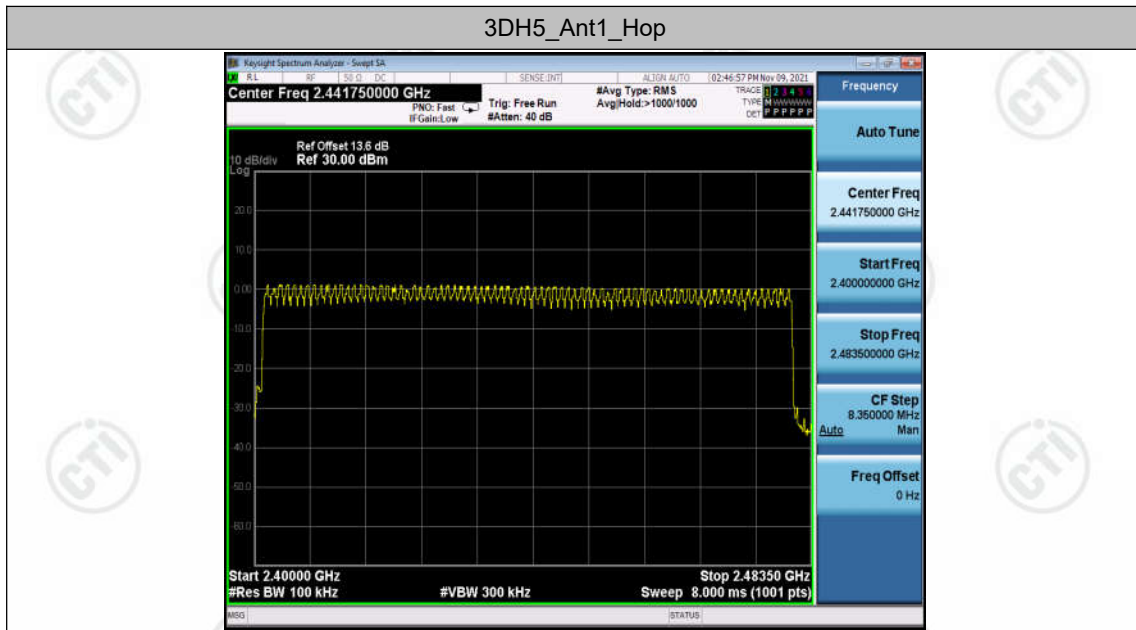 3DH5_Ant1_Hop
Keysight Spectrum Analyzer - Swept SA
RL RF 50 Ω DC SENSE:INT ALIGN AUTO 02:46:57 PM Nov 09, 2021
Center Freq 2.441750000 GHz
PNO: Fast
IFGain:Low
Trig: Free Run
#Atten: 40 dB
#Avg Type: RMS
Avg|Hold:>1000/1000
TRACE 1 2 3 4 5 6
TYPE M WWWWW
DET P P P P P P
Ref Offset 13.6 dB
10 dB/div Ref 30.00 dBm
Log
20.0
10.0
0.00
-10.0
-20.0
-30.0
-40.0
-50.0
-60.0
Start 2.40000 GHz Stop 2.48350 GHz
#Res BW 100 kHz #VBW 300 kHz Sweep 8.000 ms (1001 pts)
MSG STATUS
Frequency
Auto Tune
Center Freq
2.441750000 GHz
Start Freq
2.400000000 GHz
Stop Freq
2.483500000 GHz
CF Step
8.350000 MHz
Auto Man
Freq Offset
0 Hz
CTI
CTI
CTI
CTI